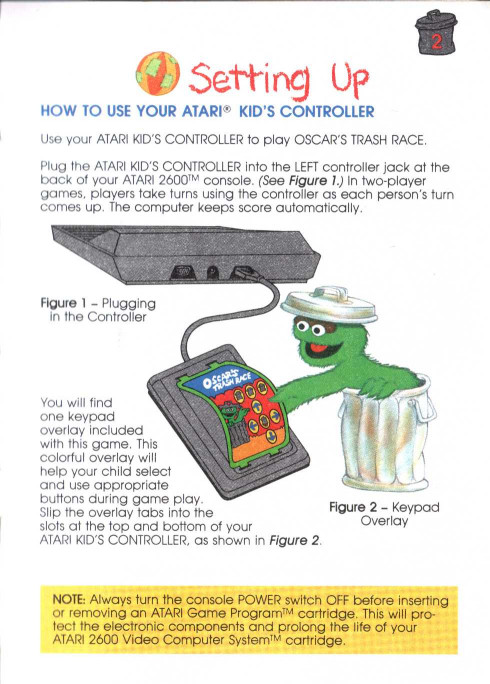 2
Setting Up
HOW TO USE YOUR ATARI® KID'S CONTROLLER
Use your ATARI KID'S CONTROLLER to play OSCAR'S TRASH RACE.
Plug the ATARI KID'S CONTROLLER into the LEFT controller jack at the
back of your ATARI 2600™ console. (See Figure 1.) In two-player
games, players take turns using the controller as each person's turn
comes up. The computer keeps score automatically.
Figure 1 – Plugging
in the Controller
OSCAR'S
TRASH RACE
You will find
one keypad
overlay included
with this game. This
colorful overlay will
help your child select
and use appropriate
buttons during game play.
Slip the overlay tabs into the
slots at the top and bottom of your
ATARI KID'S CONTROLLER, as shown in Figure 2.
Figure 2 – Keypad
Overlay
NOTE: Always turn the console POWER switch OFF before inserting
or removing an ATARI Game Program™ cartridge. This will pro-
tect the electronic components and prolong the life of your
ATARI 2600 Video Computer System™ cartridge.